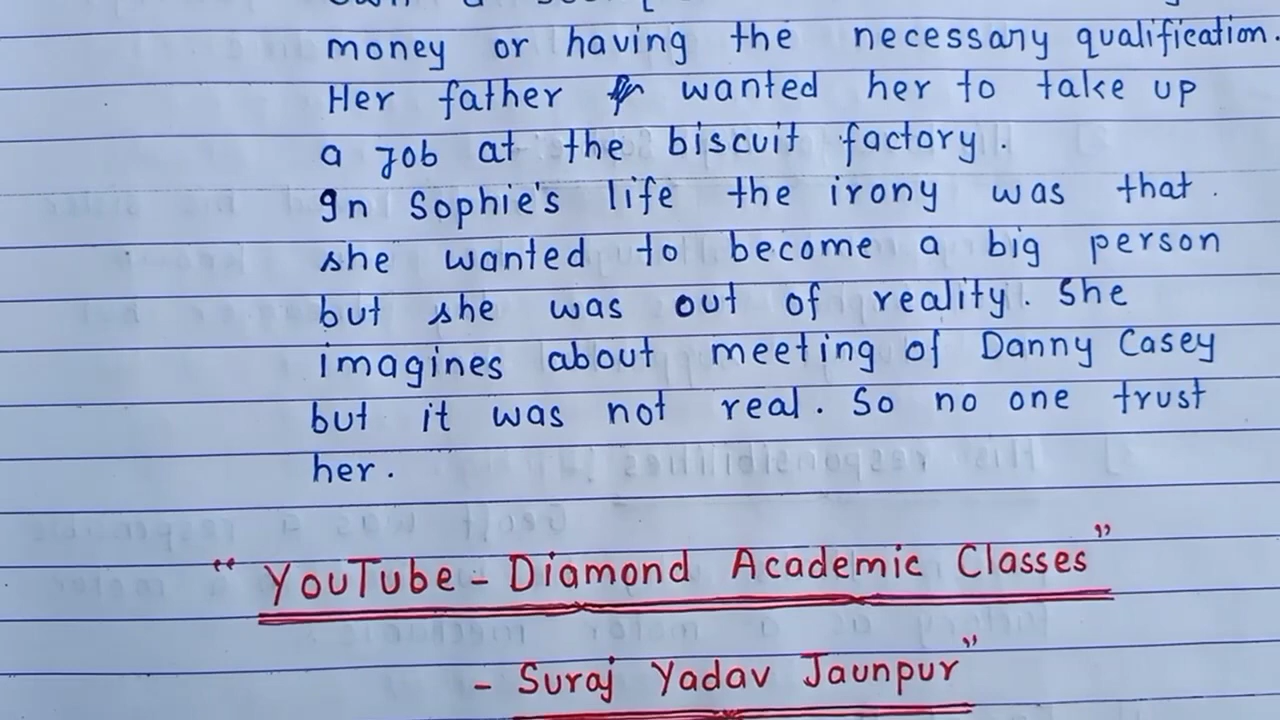 money or having the necessary qualification.
Her father wanted her to take up
a job at the biscuit factory.
In Sophie's life the irony was that
she wanted to become a big person
but she was out of reality. She
imagines about meeting of Danny Casey
but it was not real. So no one trust
her.
"YouTube - Diamond Academic Classes"
- Suraj Yadav Jaunpur"